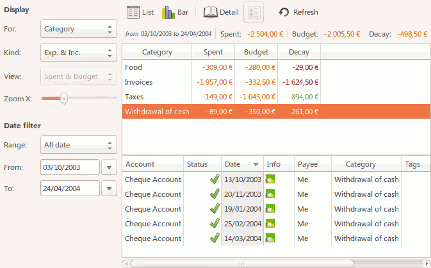 Display
For: Category
Kind: Exp. & Inc.
View: Spent & Budget
Zoom X:
Date filter
Range: All date
From: 03/10/2003
To: 24/04/2004
List Bar Detail Refresh
from 03/10/2003 to 24/04/2004 Spent: -2 504,00 € Budget: -2 005,50 € Decay: -498,50 €
Category Spent Budget Decay
Food -309,00 € -280,00 € -29,00 €
Invoices -1 957,00 € -332,50 € -1 624,50 €
Taxes -149,00 € -1 043,00 € 894,00 €
Withdrawal of cash -89,00 € -350,00 € 261,00 €
Account Status Date Info Payee Category Tags
Cheque Account 13/10/2003 Me Withdrawal of cash
Cheque Account 20/11/2003 Me Withdrawal of cash
Cheque Account 19/01/2004 Me Withdrawal of cash
Cheque Account 25/02/2004 Me Withdrawal of cash
Cheque Account 14/03/2004 Me Withdrawal of cash